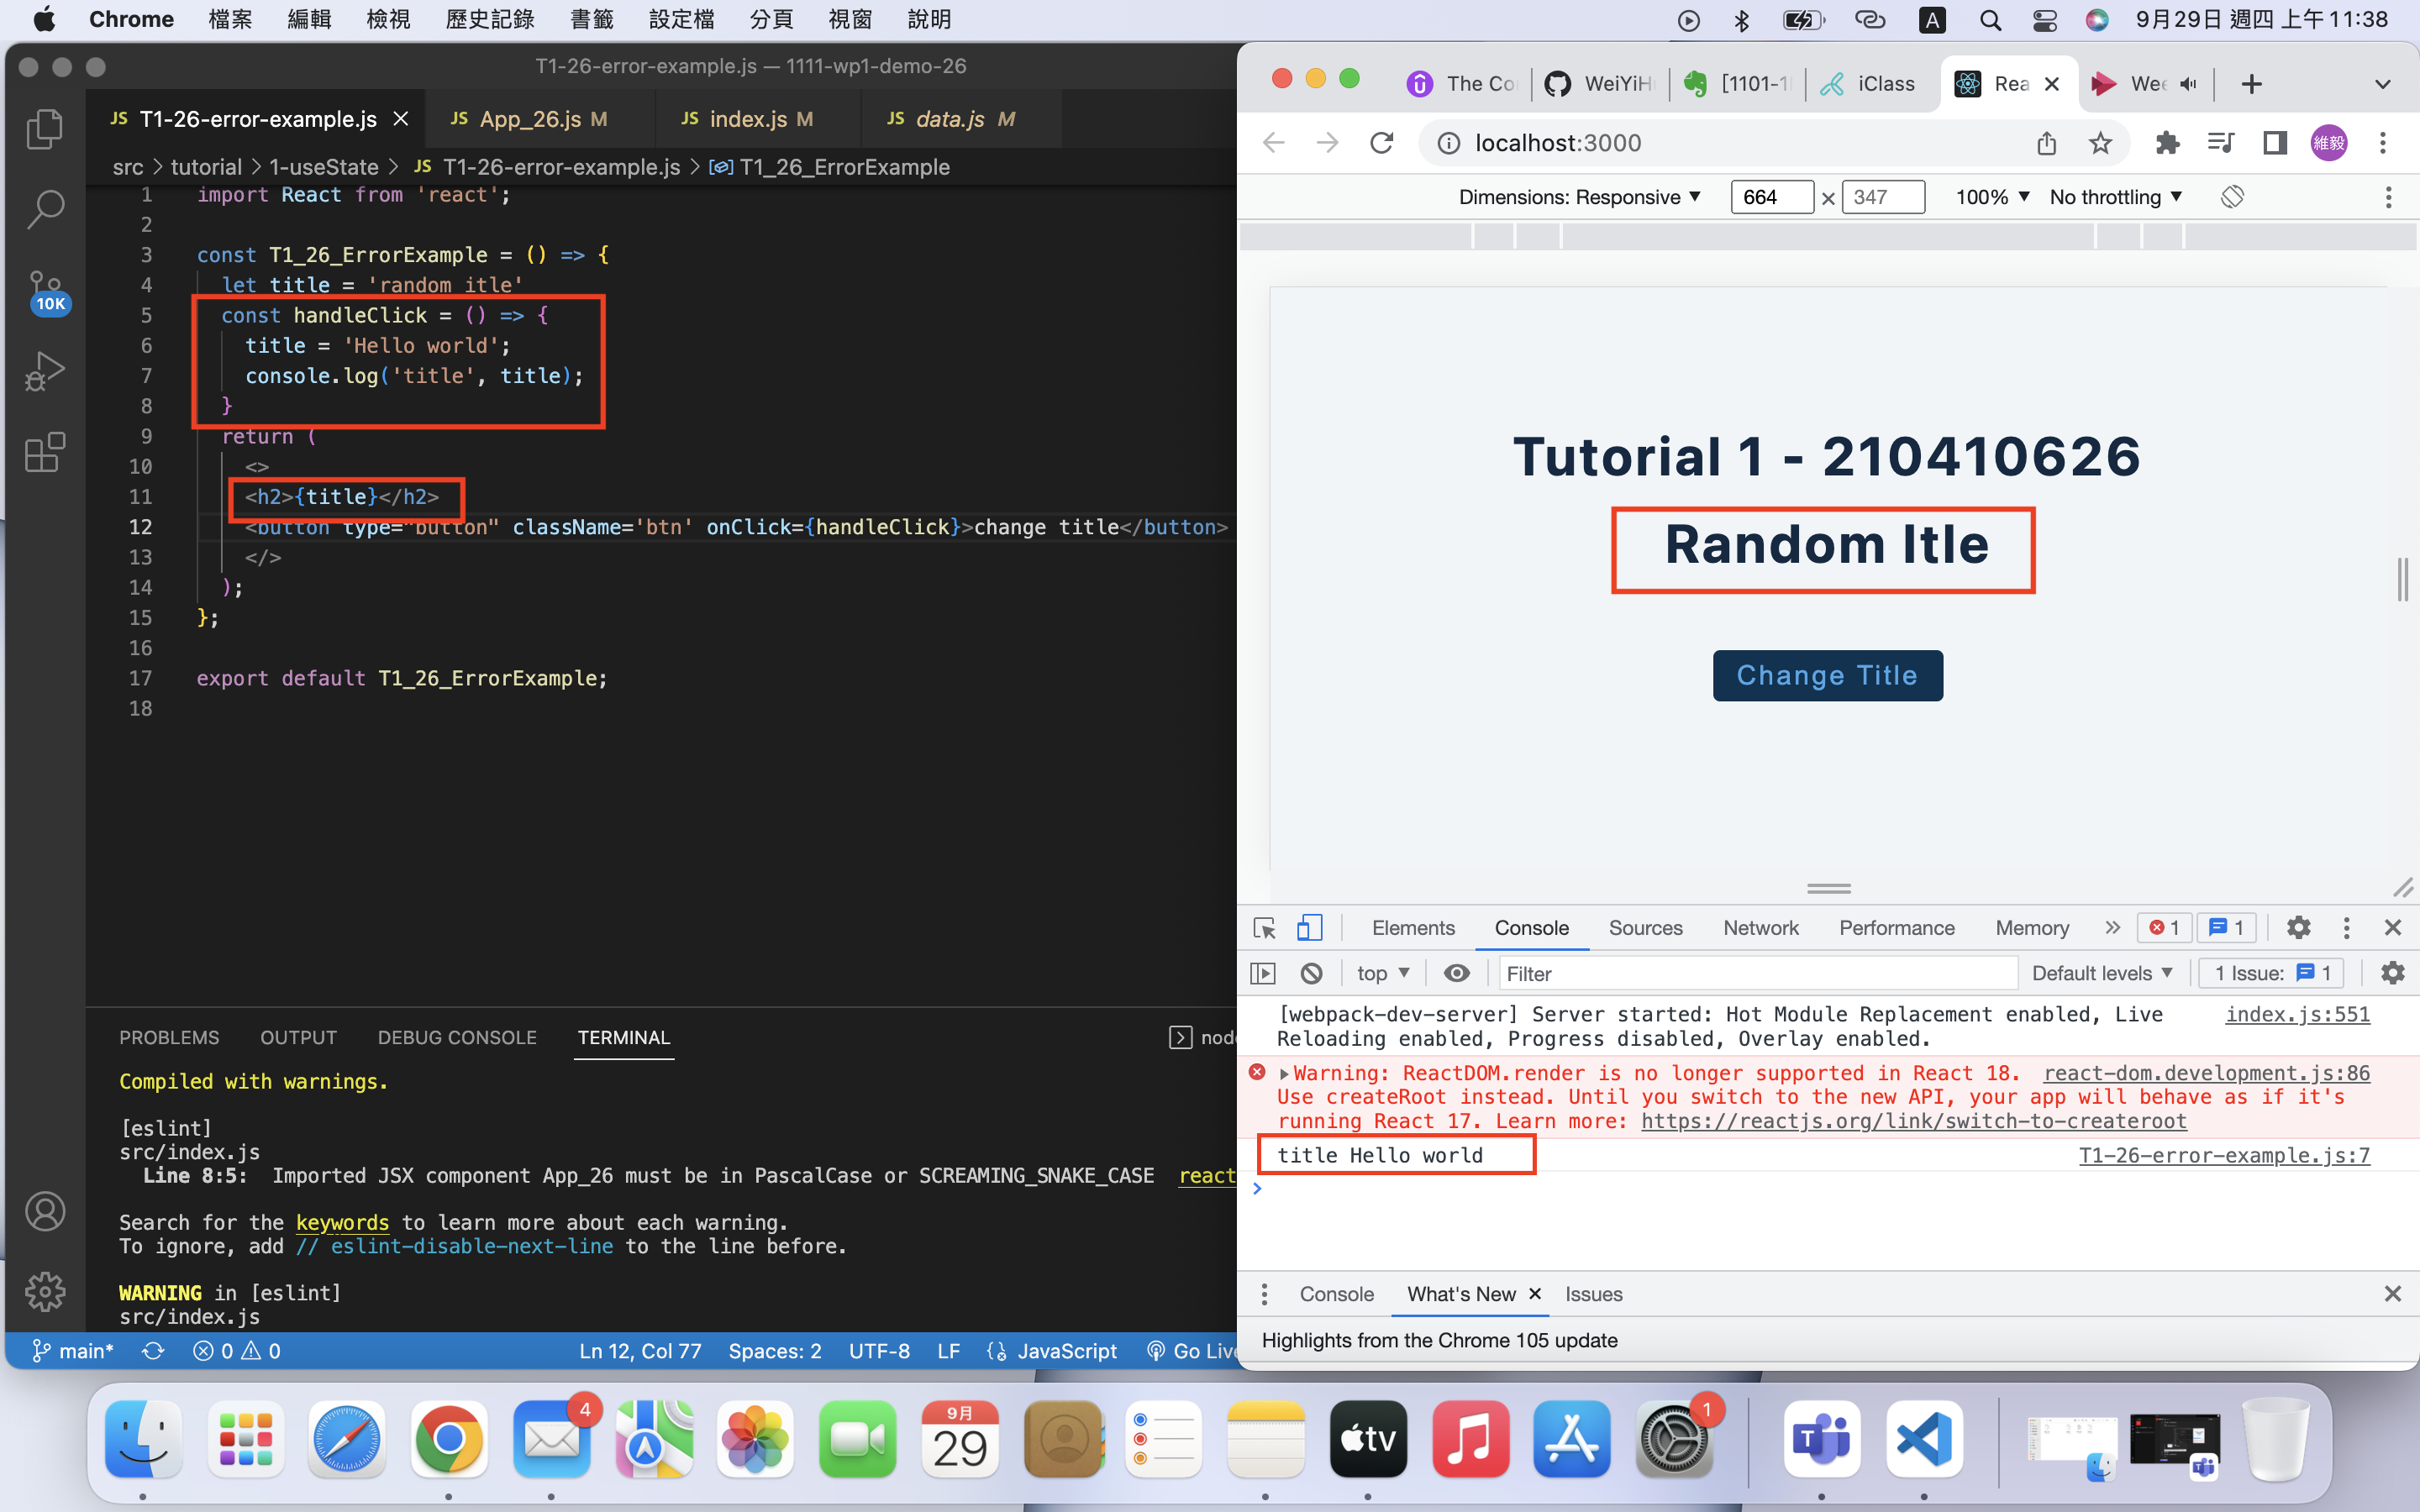 Chrome 檔案 編輯 檢視 歷史記錄 書籤 設定檔 分頁 視窗 說明 A 9月29日 週四 上午 11:38
T1-26-error-example.js — 1111-wp1-demo-26
JS T1-26-error-example.js JS App_26.js M JS index.js M JS data.js M
src > tutorial > 1-useState > JS T1-26-error-example.js > T1_26_ErrorExample
1 import React from 'react';
2
3 const T1_26_ErrorExample = () => {
4 let title = 'random itle'
5 const handleClick = () => {
6 title = 'Hello world';
7 console.log('title', title);
8 }
9 return (
10 <>
11 <h2>{title}</h2>
12 <button type="button" className='btn' onClick={handleClick}>change title</button>
13 </>
14 );
15 };
16
17 export default T1_26_ErrorExample;
18
10K
PROBLEMS OUTPUT DEBUG CONSOLE TERMINAL
Compiled with warnings.
[eslint]
src/index.js
Line 8:5: Imported JSX component App_26 must be in PascalCase or SCREAMING_SNAKE_CASE react
Search for the keywords to learn more about each warning.
To ignore, add // eslint-disable-next-line to the line before.
WARNING in [eslint]
src/index.js
main* 0 0 Ln 12, Col 77 Spaces: 2 UTF-8 LF JavaScript Go Live
The Co WeiYiH [1101-1 iClass Rea Wee
localhost:3000
維毅
Dimensions: Responsive 664 × 347 100% No throttling
Tutorial 1 - 210410626
Random Itle
Change Title
Elements Console Sources Network Performance Memory 1 1
top Filter Default levels 1 Issue: 1
[webpack-dev-server] Server started: Hot Module Replacement enabled, Live index.js:551
Reloading enabled, Progress disabled, Overlay enabled.
Warning: ReactDOM.render is no longer supported in React 18. react-dom.development.js:86
Use createRoot instead. Until you switch to the new API, your app will behave as if it's
running React 17. Learn more: https://reactjs.org/link/switch-to-createroot
title Hello world T1-26-error-example.js:7
Console What's New Issues
Highlights from the Chrome 105 update
4
9月
29
tv
1